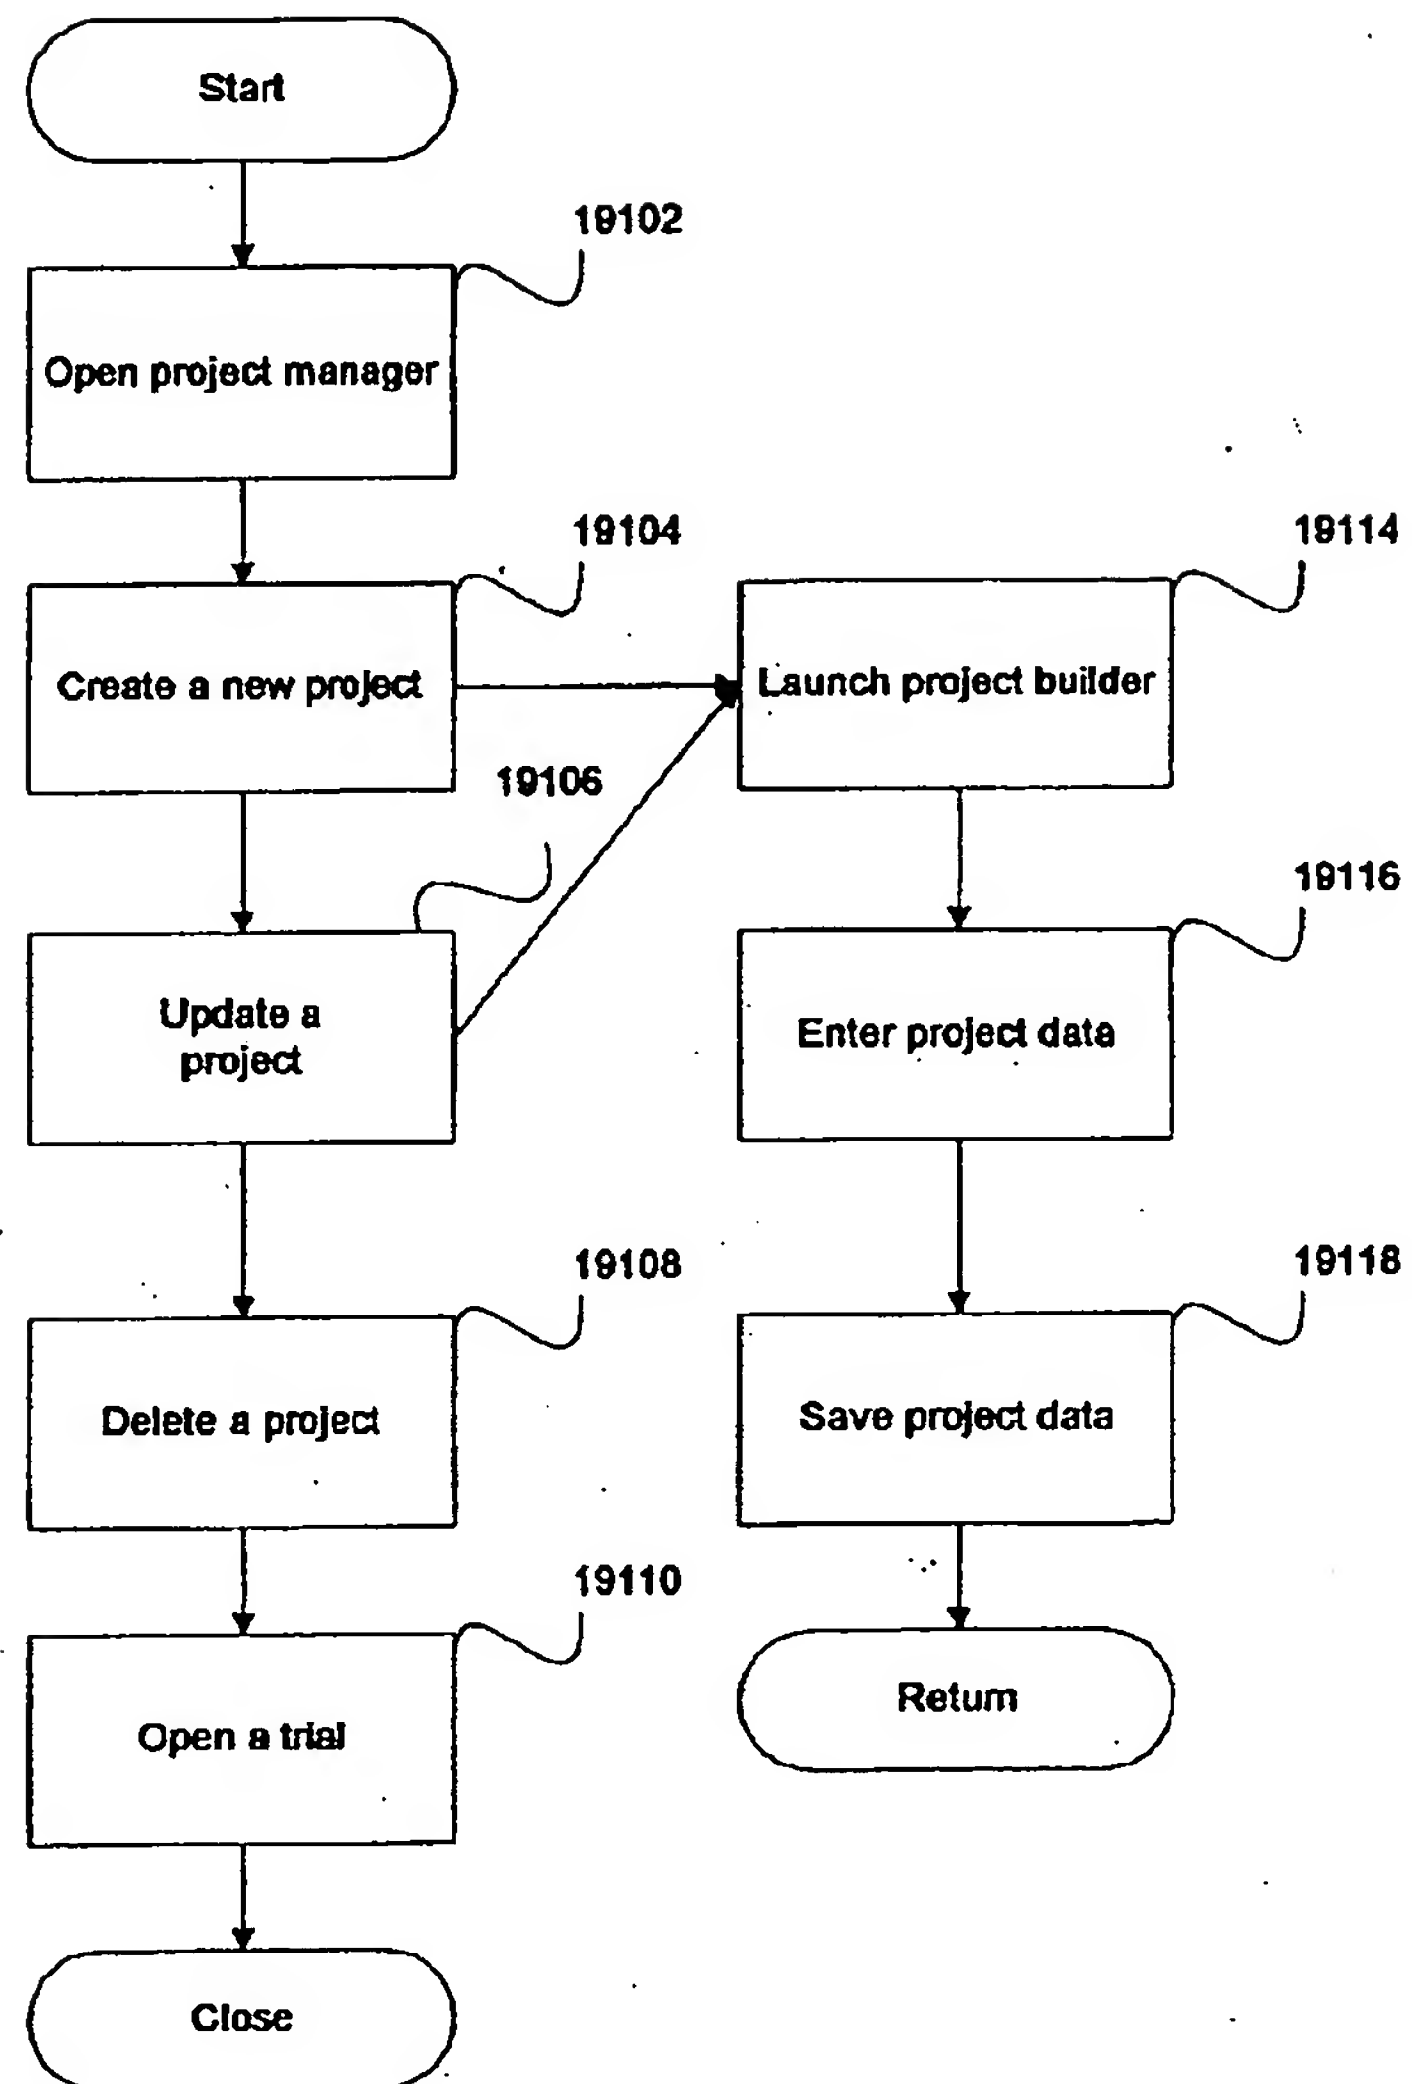 Start
19102
Open project manager
19104
Create a new project
19106
Update a
project
19108
Delete a project
19110
Open a trial
Close
19114
Launch project builder
19116
Enter project data
19118
Save project data
Return